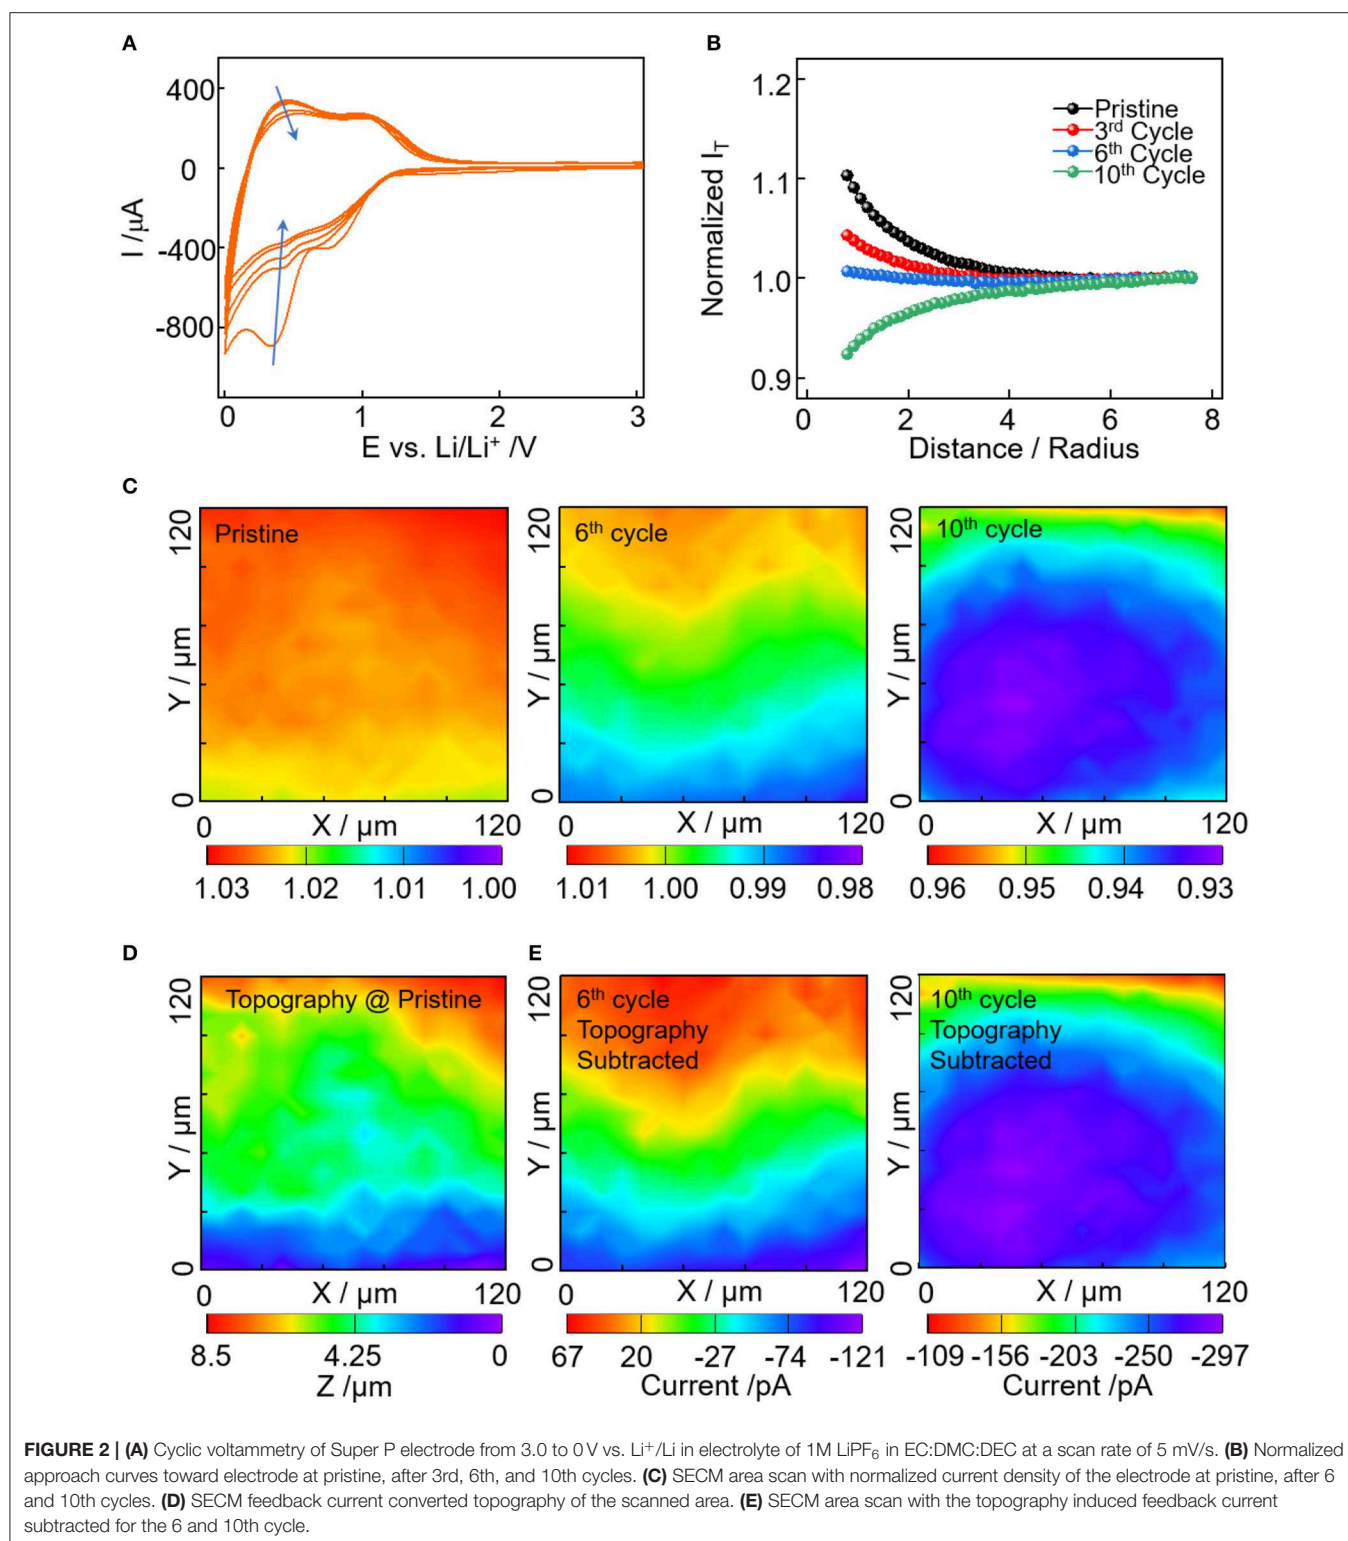 A
400
0
-400
-800
I /μA
0 1 2 3
E vs. Li/Li⁺ /V
B
1.2
1.1
1.0
0.9
Normalized I_T
Pristine
3rd Cycle
6th Cycle
10th Cycle
0 2 4 6 8
Distance / Radius
C
Pristine
120
Y / μm
0
0 X / μm 120
1.03 1.02 1.01 1.00
6th cycle
120
Y / μm
0
0 X / μm 120
1.01 1.00 0.99 0.98
10th cycle
120
Y / μm
0
0 X / μm 120
0.96 0.95 0.94 0.93
D
Topography @ Pristine
120
Y / μm
0
0 X / μm 120
8.5 4.25 0
Z /μm
E
6th cycle
Topography
Subtracted
120
Y / μm
0
0 X / μm 120
67 20 -27 -74 -121
Current /pA
10th cycle
Topography
Subtracted
120
Y / μm
0
0 X / μm 120
-109 -156 -203 -250 -297
Current /pA
FIGURE 2 | (A) Cyclic voltammetry of Super P electrode from 3.0 to 0 V vs. Li⁺/Li in electrolyte of 1M LiPF₆ in EC:DMC:DEC at a scan rate of 5 mV/s. (B) Normalized
approach curves toward electrode at pristine, after 3rd, 6th, and 10th cycles. (C) SECM area scan with normalized current density of the electrode at pristine, after 6
and 10th cycles. (D) SECM feedback current converted topography of the scanned area. (E) SECM area scan with the topography induced feedback current
subtracted for the 6 and 10th cycle.